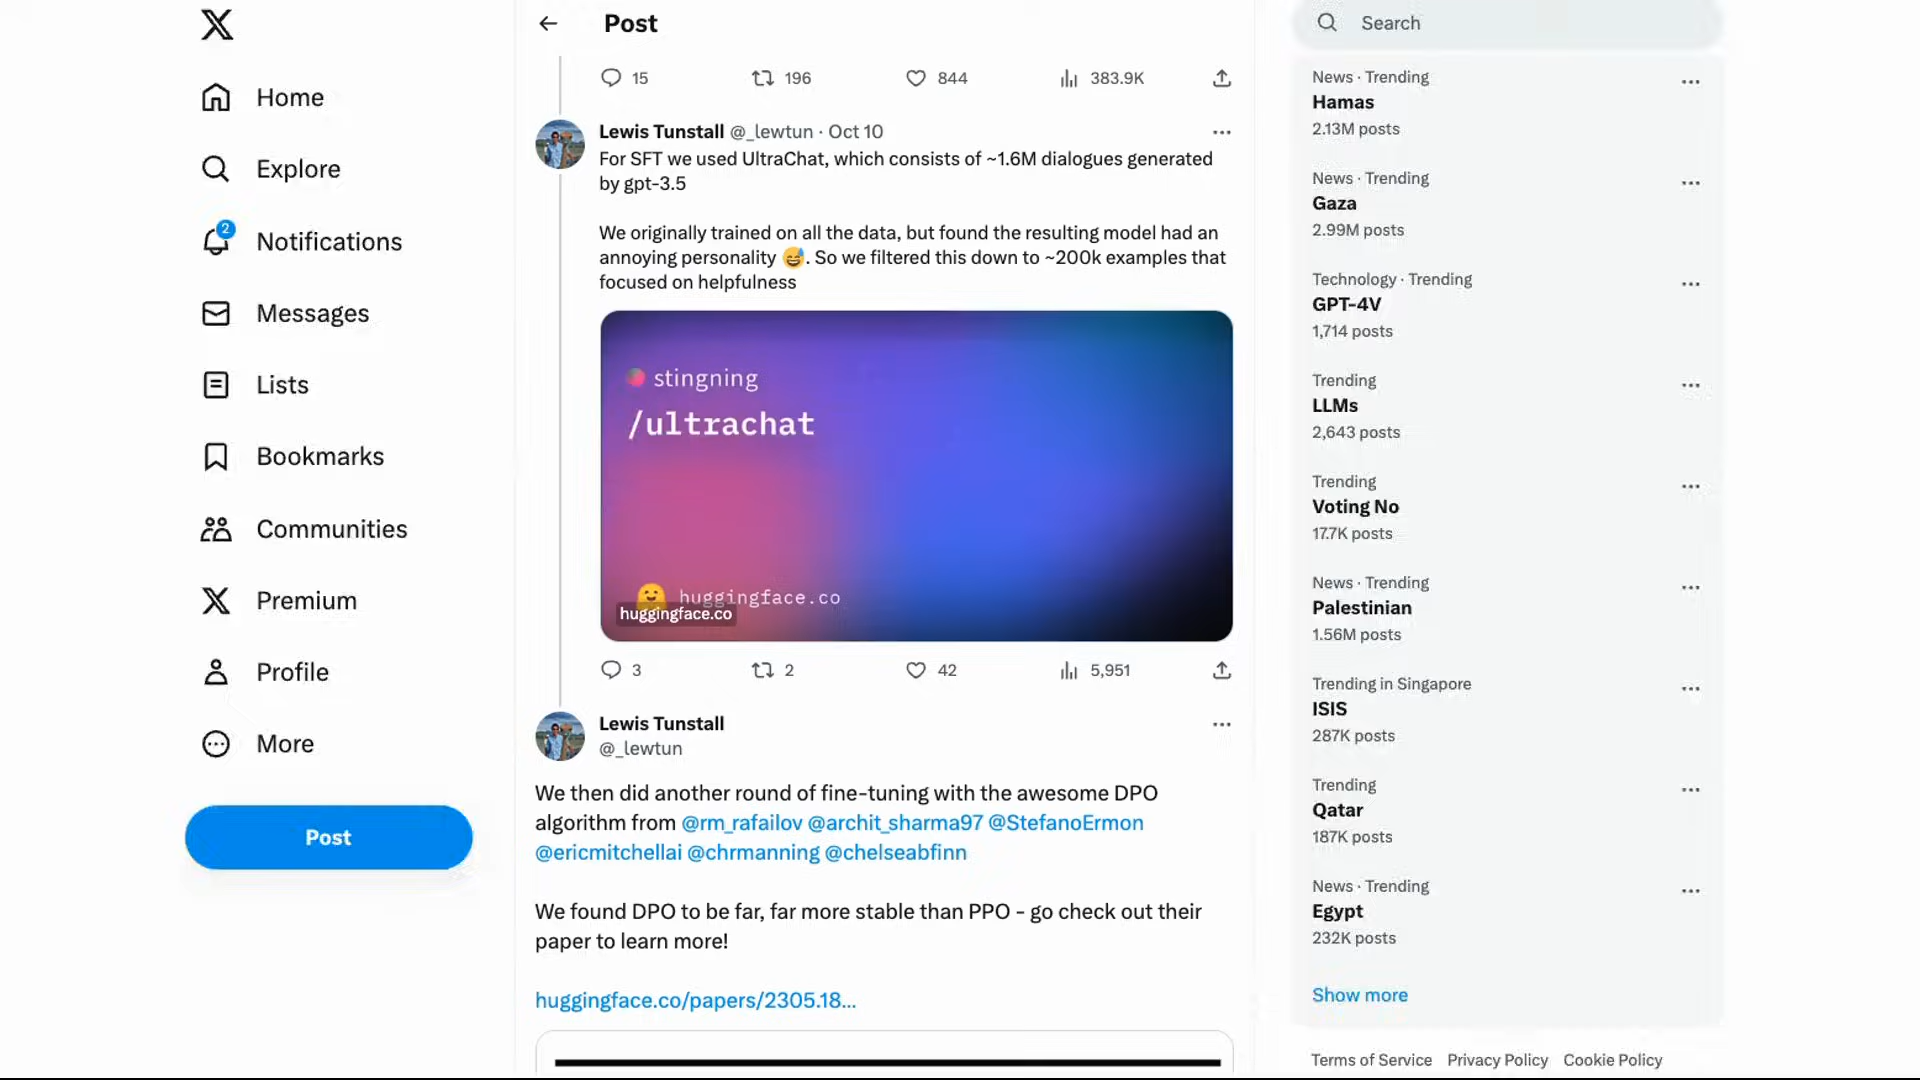 Home
Explore
2
Notifications
Messages
Lists
Bookmarks
Communities
Premium
Profile
More
Post
Post
15 196 844 383.9K
Lewis Tunstall @_lewtun · Oct 10
For SFT we used UltraChat, which consists of ~1.6M dialogues generated
by gpt-3.5
We originally trained on all the data, but found the resulting model had an
annoying personality 😅. So we filtered this down to ~200k examples that
focused on helpfulness
stingning
/ultrachat
huggingface.co
huggingface.co
3 2 42 5,951
Lewis Tunstall
@_lewtun
We then did another round of fine-tuning with the awesome DPO
algorithm from @rm_rafailov @archit_sharma97 @StefanoErmon
@ericmitchellai @chrmanning @chelseabfinn
We found DPO to be far, far more stable than PPO - go check out their
paper to learn more!
huggingface.co/papers/2305.18...
Search
News · Trending
Hamas
2.13M posts
News · Trending
Gaza
2.99M posts
Technology · Trending
GPT-4V
1,714 posts
Trending
LLMs
2,643 posts
Trending
Voting No
17.7K posts
News · Trending
Palestinian
1.56M posts
Trending in Singapore
ISIS
287K posts
Trending
Qatar
187K posts
News · Trending
Egypt
232K posts
Show more
Terms of Service Privacy Policy Cookie Policy